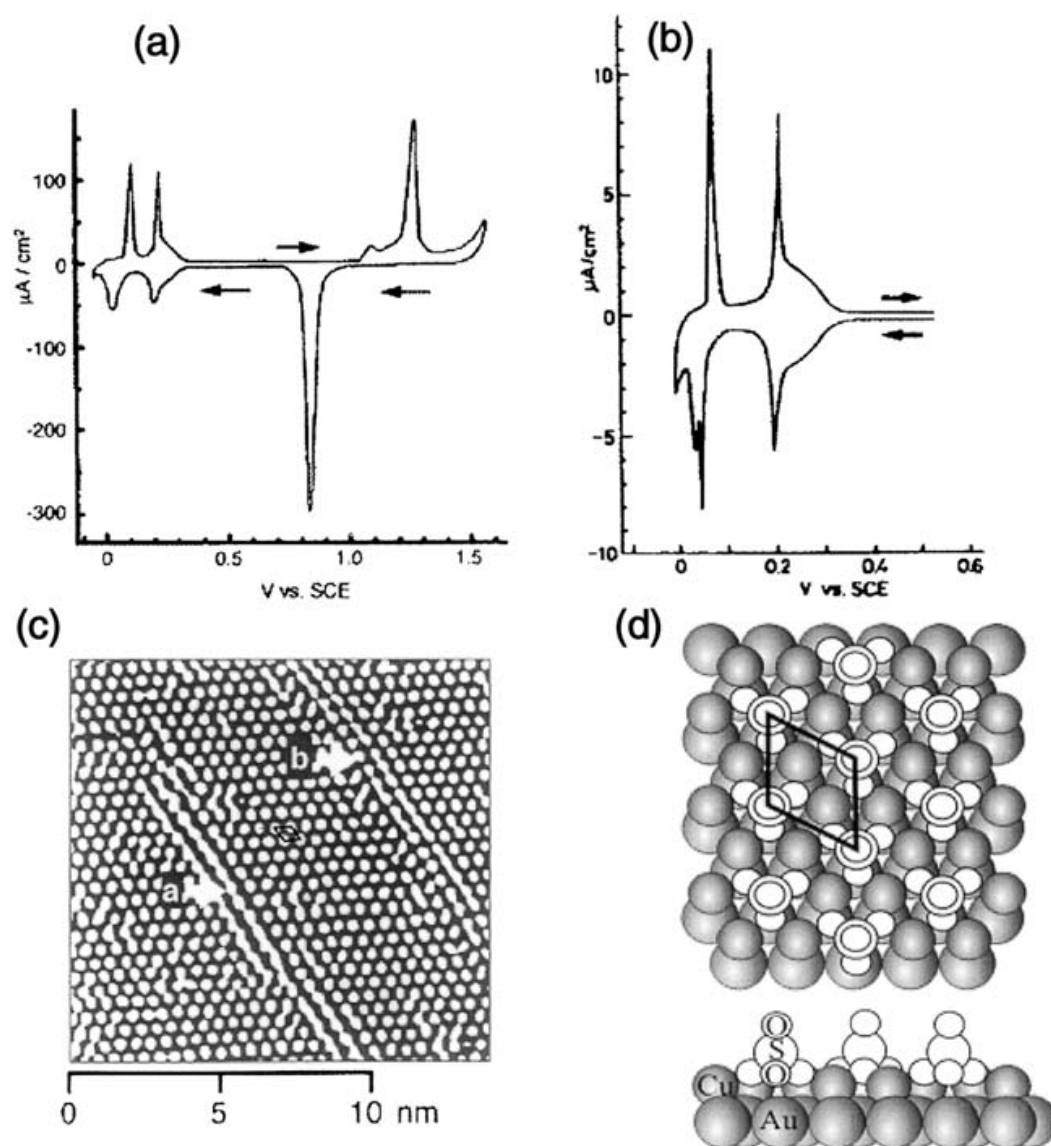 (a)
100
0
-100
-200
-300
μA / cm²
0 0.5 1.0 1.5
V vs. SCE
(b)
10
5
0
-5
-10
μA/cm²
0 0.2 0.4 0.6
V vs. SCE
(c)
b
a
0 5 10 nm
(d)
O
S
O
Cu
Au